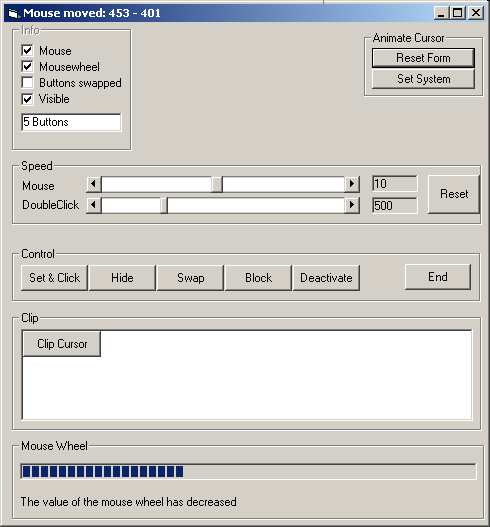 Mouse moved: 453 - 401
Info
Mouse
Mousewheel
Buttons swapped
Visible
5 Buttons
Animate Cursor
Reset Form
Set System
Speed
Mouse 10
DoubleClick 500
Reset
Control
Set & Click Hide Swap Block Deactivate End
Clip
Clip Cursor
Mouse Wheel
The value of the mouse wheel has decreased